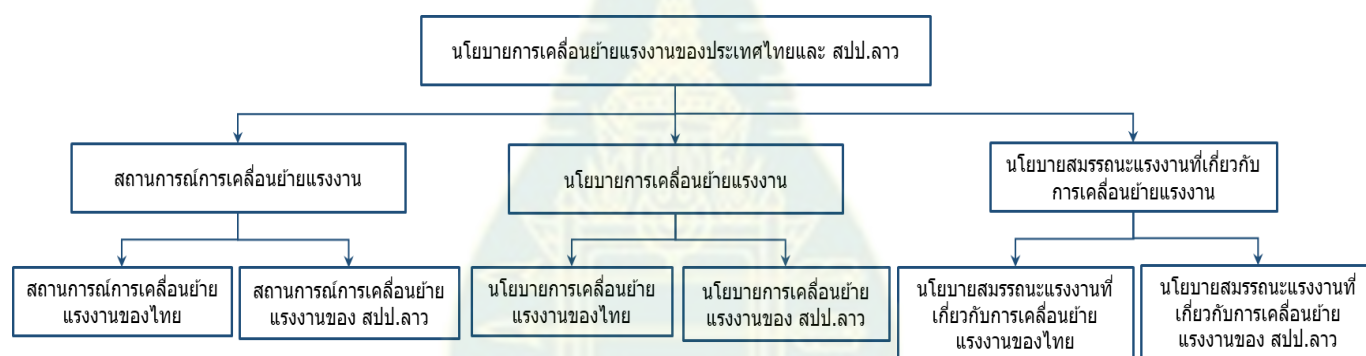 นโยบายการเคลื่อนย้ายแรงงานของประเทศไทยและ สปป.ลาว
สถานการณ์การเคลื่อนย้ายแรงงาน
นโยบายการเคลื่อนย้ายแรงงาน
นโยบายสมรรถนะแรงงานที่เกี่ยวกับ
การเคลื่อนย้ายแรงงาน
สถานการณ์การเคลื่อนย้าย
แรงงานของไทย
สถานการณ์การเคลื่อนย้าย
แรงงานของ สปป.ลาว
นโยบายการเคลื่อนย้าย
แรงงานของไทย
นโยบายการเคลื่อนย้าย
แรงงานของ สปป.ลาว
นโยบายสมรรถนะแรงงานที่
เกี่ยวกับการเคลื่อนย้าย
แรงงานของไทย
นโยบายสมรรถนะแรงงานที่
เกี่ยวกับการเคลื่อนย้าย
แรงงานของ สปป.ลาว